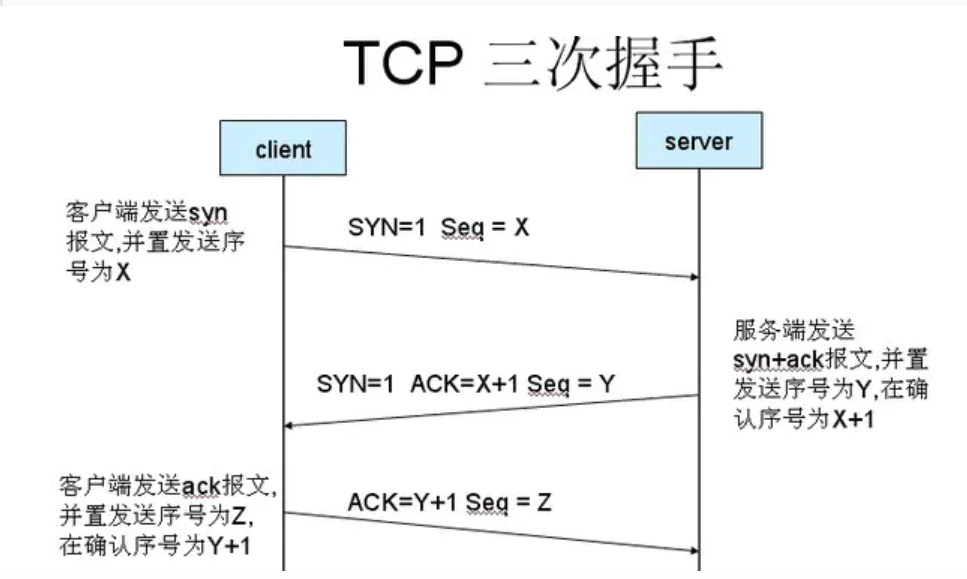 TCP 三次握手
client
server
客户端发送syn
报文,并置发送序
号为X
SYN=1 Seq = X
服务端发送
syn+ack报文,并置
发送序号为Y,在确
认序号为X+1
SYN=1 ACK=X+1 Seq = Y
客户端发送ack报文,
并置发送序号为Z,
在确认序号为Y+1
ACK=Y+1 Seq = Z